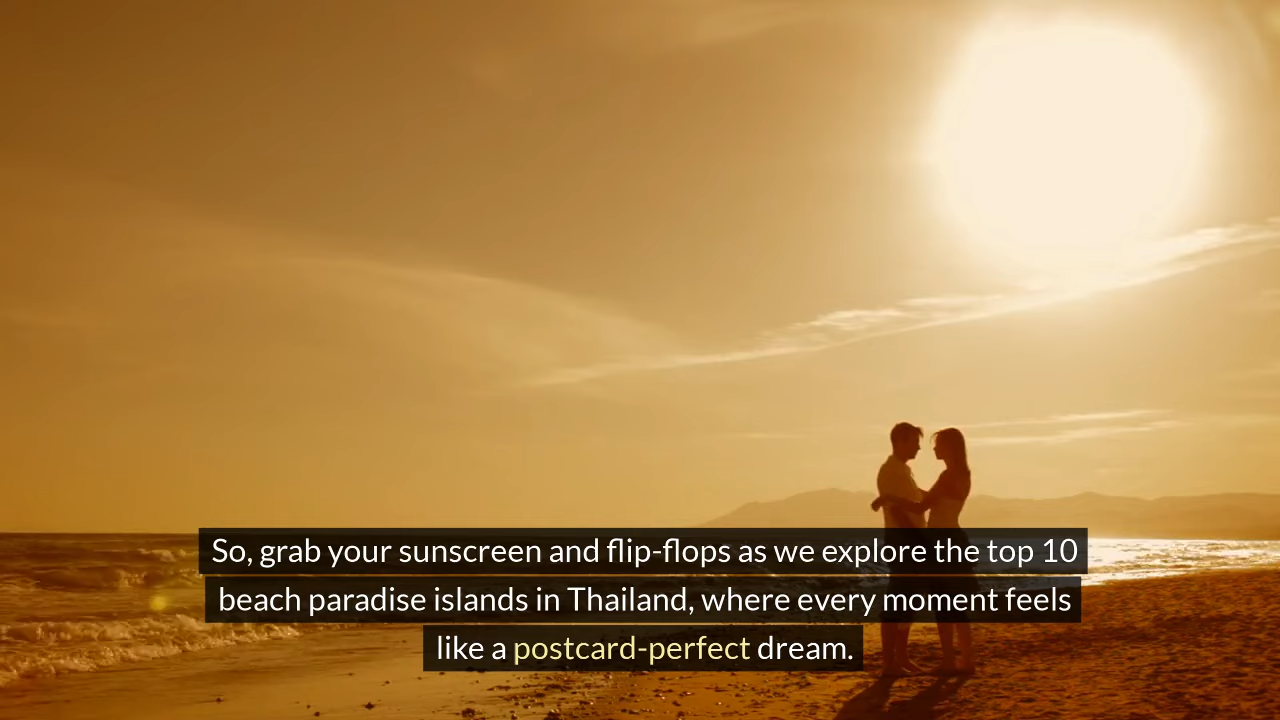 So, grab your sunscreen and flip-flops as we explore the top 10
beach paradise islands in Thailand, where every moment feels
like a postcard-perfect dream.